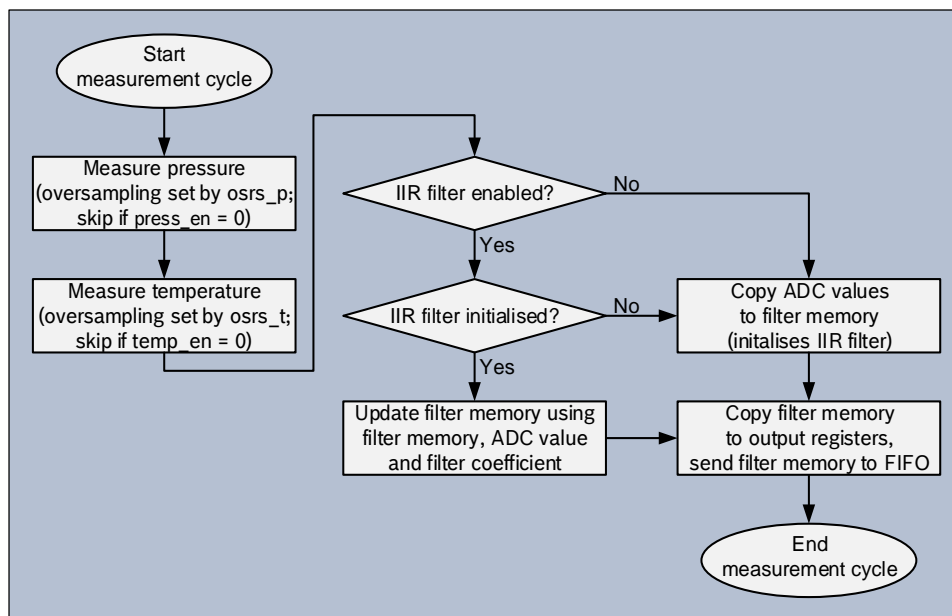 Start
measurement cycle
Measure pressure
(oversampling set by osrs_p;
skip if press_en = 0)
Measure temperature
(oversampling set by osrs_t;
skip if temp_en = 0)
IIR filter enabled?
No
Yes
IIR filter initialised?
No
Yes
Update filter memory using
filter memory, ADC value
and filter coefficient
Copy ADC values
to filter memory
(initalises IIR filter)
Copy filter memory
to output registers,
send filter memory to FIFO
End
measurement cycle